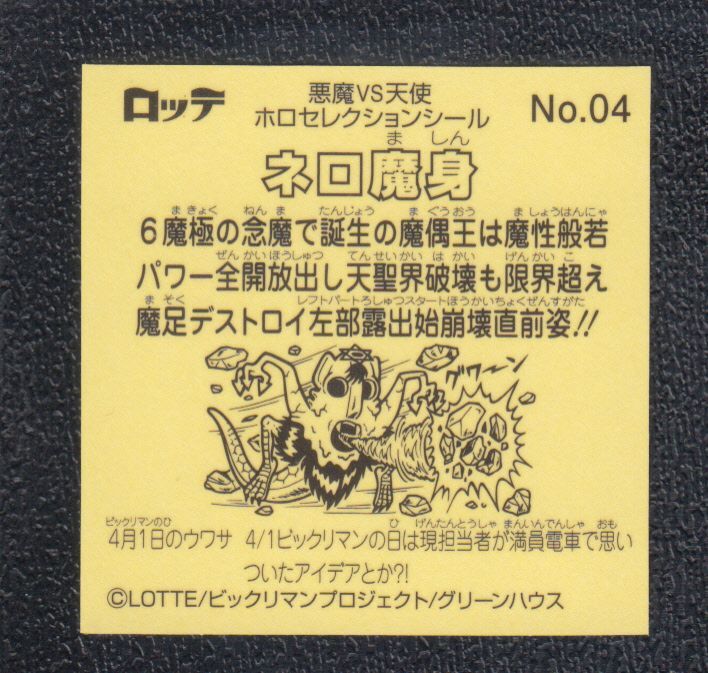 ロッテ
悪魔VS天使
ホロセレクションシール
No.04
ましん
ネロ魔身
まきょく ねんま たんじょう まぐうおう ましょうはんにゃ
6魔極の念魔で誕生の魔偶王は魔性般若
ぜんかいほうしゅつ てんせいかいはかい げんかいこ
パワー全開放出し天聖界破壊も限界超え
まそく レフトパートろしゅつスタートほうかいちょくぜんすがた
魔足デストロイ左部露出始崩壊直前姿!!
グワーン
ビックリマンのひ ひ げんたんとうしゃ まんいんでんしゃ おも
4月1日のウワサ 4/1ビックリマンの日は現担当者が満員電車で思い
ついたアイデアとか?!
©LOTTE/ビックリマンプロジェクト/グリーンハウス